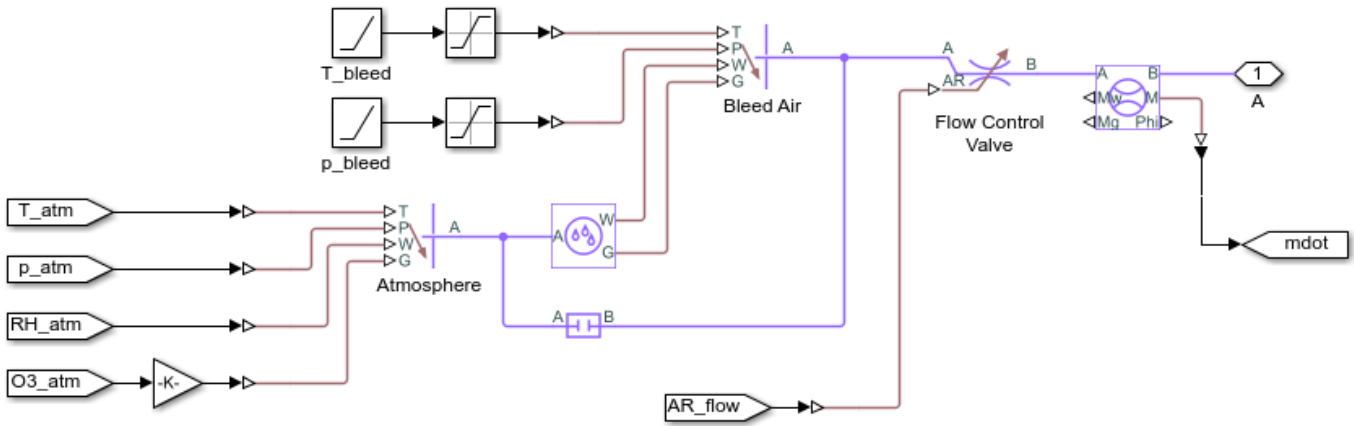 T_bleed
p_bleed
T
P
W
G
A
Bleed Air
A
AR
B
Flow Control
Valve
A
B
Mw
M
Mg
Phi
1
A
T_atm
p_atm
RH_atm
O3_atm
-K-
T
P
W
G
A
Atmosphere
A
W
G
A
B
AR_flow
mdot